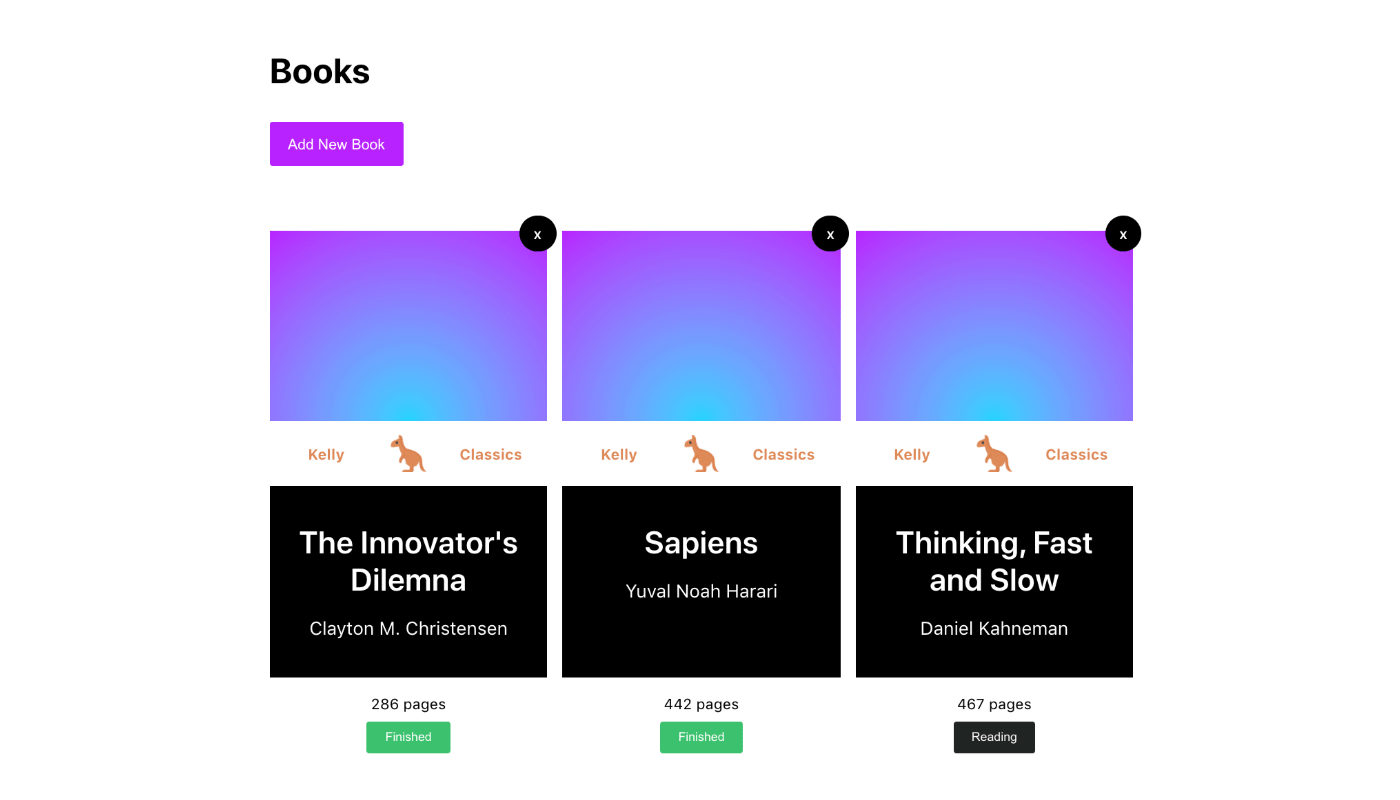 Books
Add New Book
x
x
x
Kelly Classics
Kelly Classics
Kelly Classics
The Innovator's
Dilemna
Clayton M. Christensen
286 pages
Finished
Sapiens
Yuval Noah Harari
442 pages
Finished
Thinking, Fast
and Slow
Daniel Kahneman
467 pages
Reading